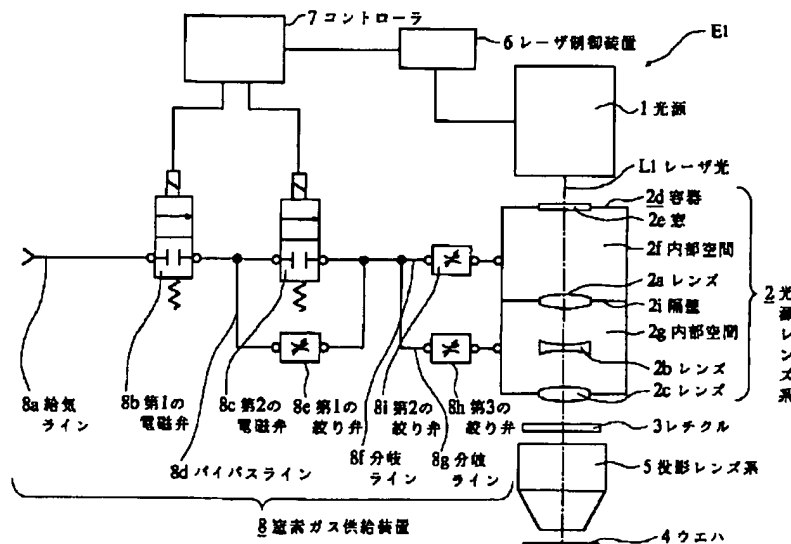 7 コントローラ
6 レーザ制御装置
E1
1 光源
L1 レーザ光
2d 容器
2e 窓
2f 内部空間
2a レンズ
2i 隔壁
2g 内部空間
2b レンズ
2c レンズ
2 光源レンズ系
3 レチクル
5 投影レンズ系
4 ウエハ
8a 給気
ライン
8b 第1の
電磁弁
8d バイパスライン
8c 第2の
電磁弁
8e 第1の
絞り弁
8f 分岐
ライン
8i 第2の
絞り弁
8g 分岐
ライン
8h 第3の
絞り弁
8 窒素ガス供給装置